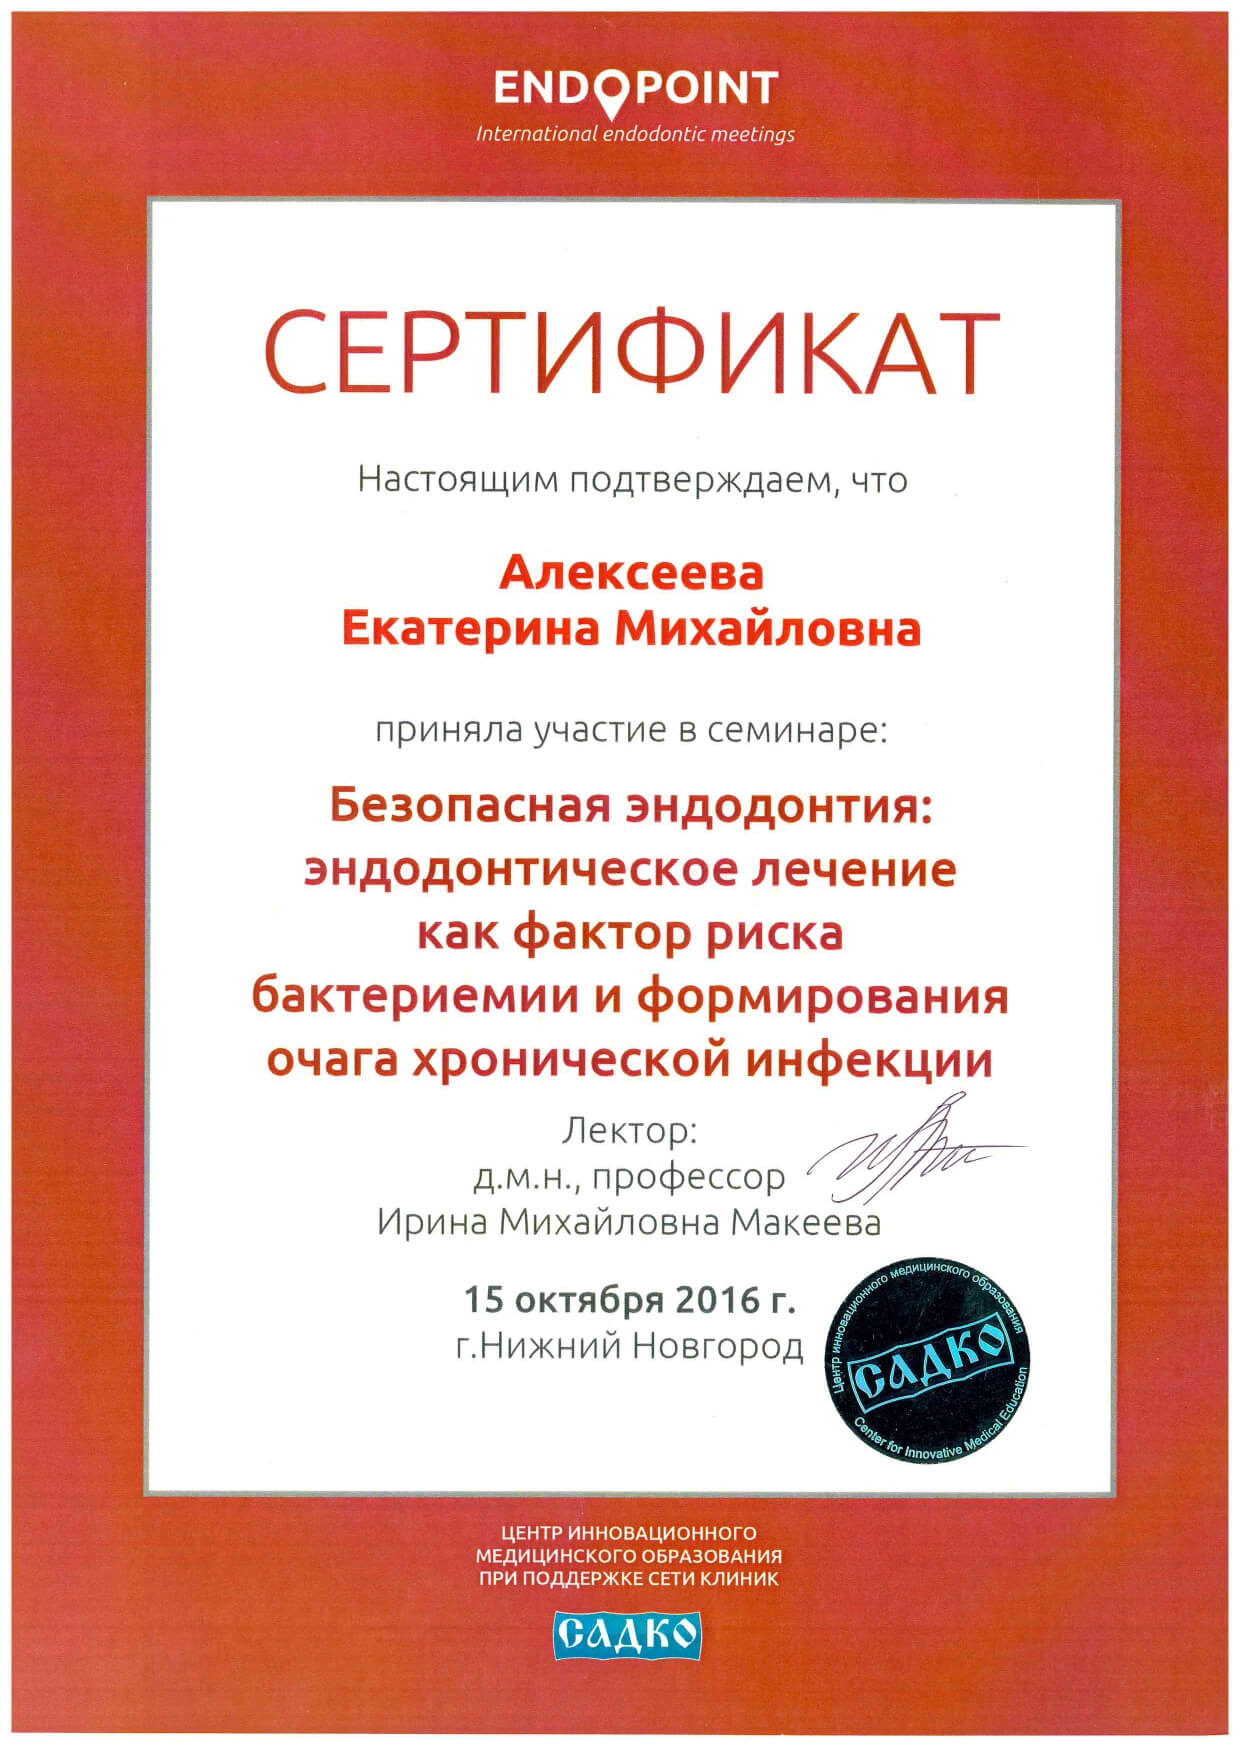 ENDOPOINT
International endodontic meetings
СЕРТИФИКАТ
Настоящим подтверждаем, что
Алексеева
Екатерина Михайловна
приняла участие в семинаре:
Безопасная эндодонтия:
эндодонтическое лечение
как фактор риска
бактериемии и формирования
очага хронической инфекции
Лектор:
д.м.н., профессор
Ирина Михайловна Макеева
15 октября 2016 г.
г.Нижний Новгород
Центр инновационного медицинского образования
САДКО
Center for Innovative Medical Education
ЦЕНТР ИННОВАЦИОННОГО
МЕДИЦИНСКОГО ОБРАЗОВАНИЯ
ПРИ ПОДДЕРЖКЕ СЕТИ КЛИНИК
САДКО